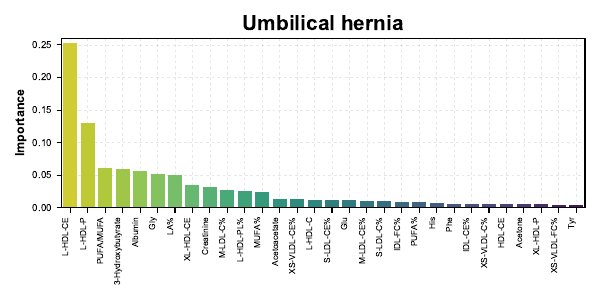 Umbilical hernia
Importance
0.25
0.20
0.15
0.10
0.05
0.00
L-HDL-CE
L-HDL-P
PUFA/MUFA
3-Hydroxybutyrate
Albumin
Gly
LA%
XL-HDL-CE
Creatinine
M-LDL-C%
L-HDL-PL%
MUFA%
Acetoacetate
XS-VLDL-CE%
L-HDL-C
S-LDL-CE%
Glu
M-LDL-CE%
S-LDL-C%
IDL-FC%
PUFA%
His
Phe
IDL-CE%
XS-VLDL-C%
HDL-CE
Acetone
XL-HDL-P
XS-VLDL-FC%
Tyr